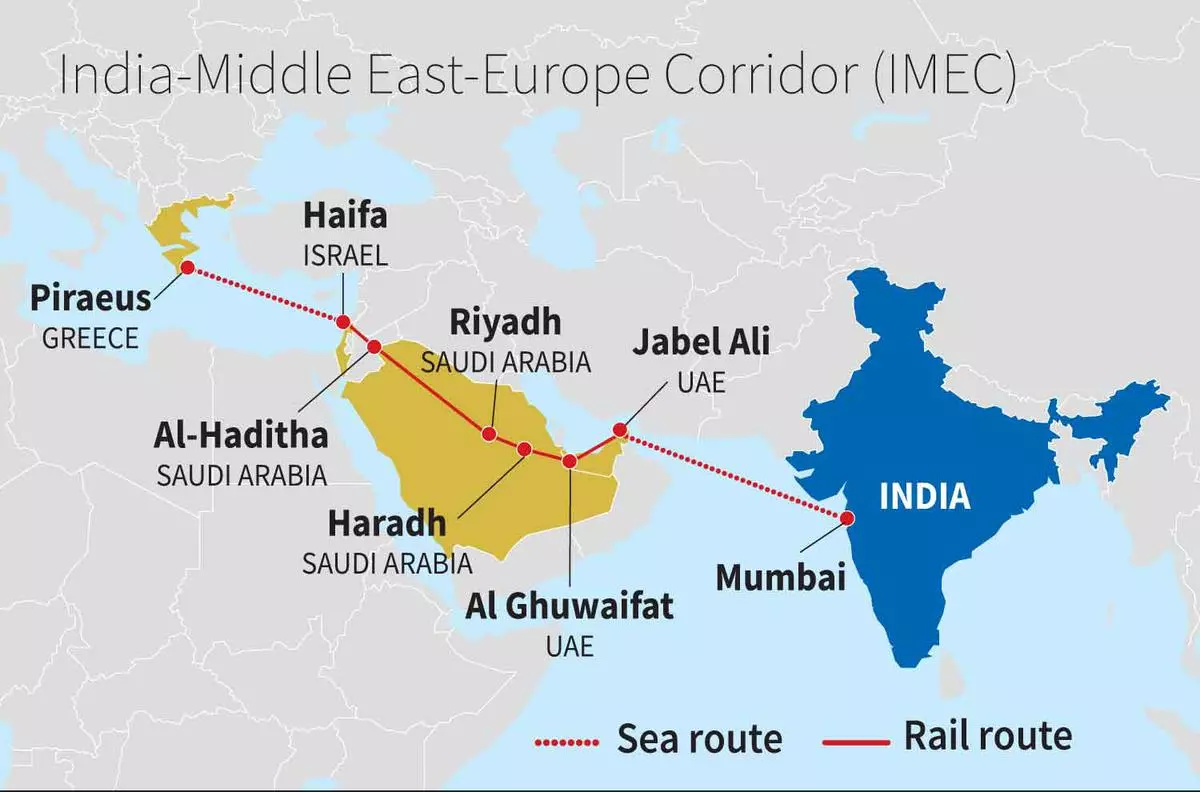 India-Middle East-Europe Corridor (IMEC)
Haifa
ISRAEL
Piraeus
GREECE
Riyadh
SAUDI ARABIA
Jabel Ali
UAE
Al-Haditha
SAUDI ARABIA
INDIA
Haradh
SAUDI ARABIA
Mumbai
Al Ghuwaifat
UAE
Sea route
Rail route